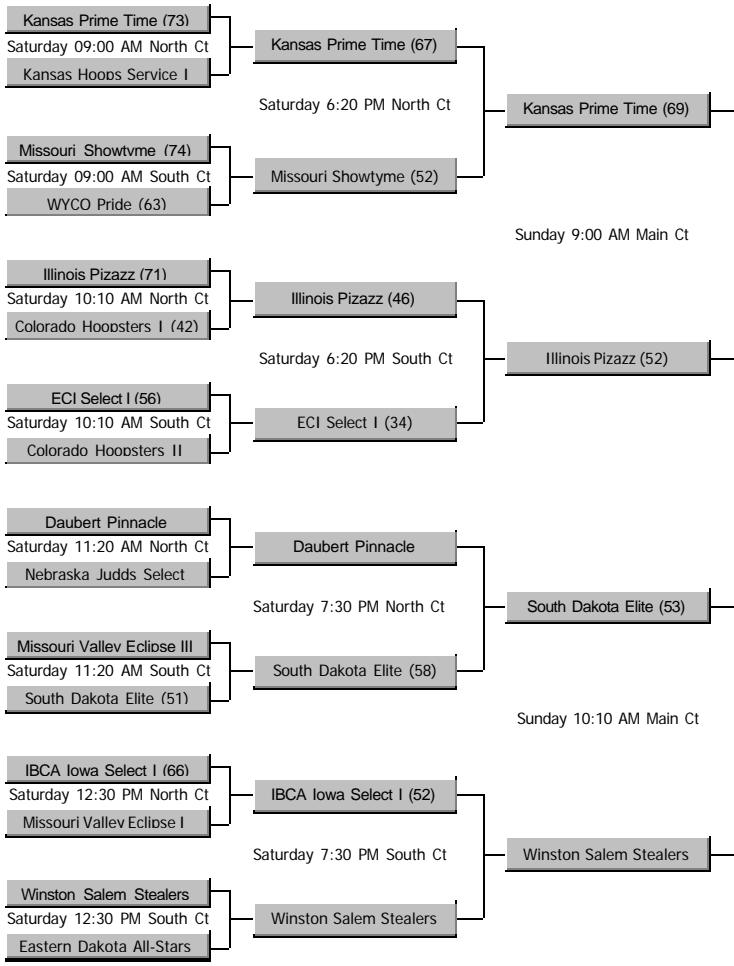 Kansas Prime Time (73)
Saturday 09:00 AM North Ct
Kansas Hoops Service I
Kansas Prime Time (67)
Saturday 6:20 PM North Ct
Kansas Prime Time (69)
Missouri Showtyme (74)
Saturday 09:00 AM South Ct
WYCO Pride (63)
Missouri Showtyme (52)
Sunday 9:00 AM Main Ct
Illinois Pizazz (71)
Saturday 10:10 AM North Ct
Colorado Hoopsters I (42)
Illinois Pizazz (46)
Saturday 6:20 PM South Ct
Illinois Pizazz (52)
ECI Select I (56)
Saturday 10:10 AM South Ct
Colorado Hoopsters II
ECI Select I (34)
Daubert Pinnacle
Saturday 11:20 AM North Ct
Nebraska Judds Select
Daubert Pinnacle
Saturday 7:30 PM North Ct
South Dakota Elite (53)
Missouri Valley Eclipse III
Saturday 11:20 AM South Ct
South Dakota Elite (51)
South Dakota Elite (58)
Sunday 10:10 AM Main Ct
IBCA Iowa Select I (66)
Saturday 12:30 PM North Ct
Missouri Valley Eclipse I
IBCA Iowa Select I (52)
Saturday 7:30 PM South Ct
Winston Salem Stealers
Winston Salem Stealers
Saturday 12:30 PM South Ct
Eastern Dakota All-Stars
Winston Salem Stealers